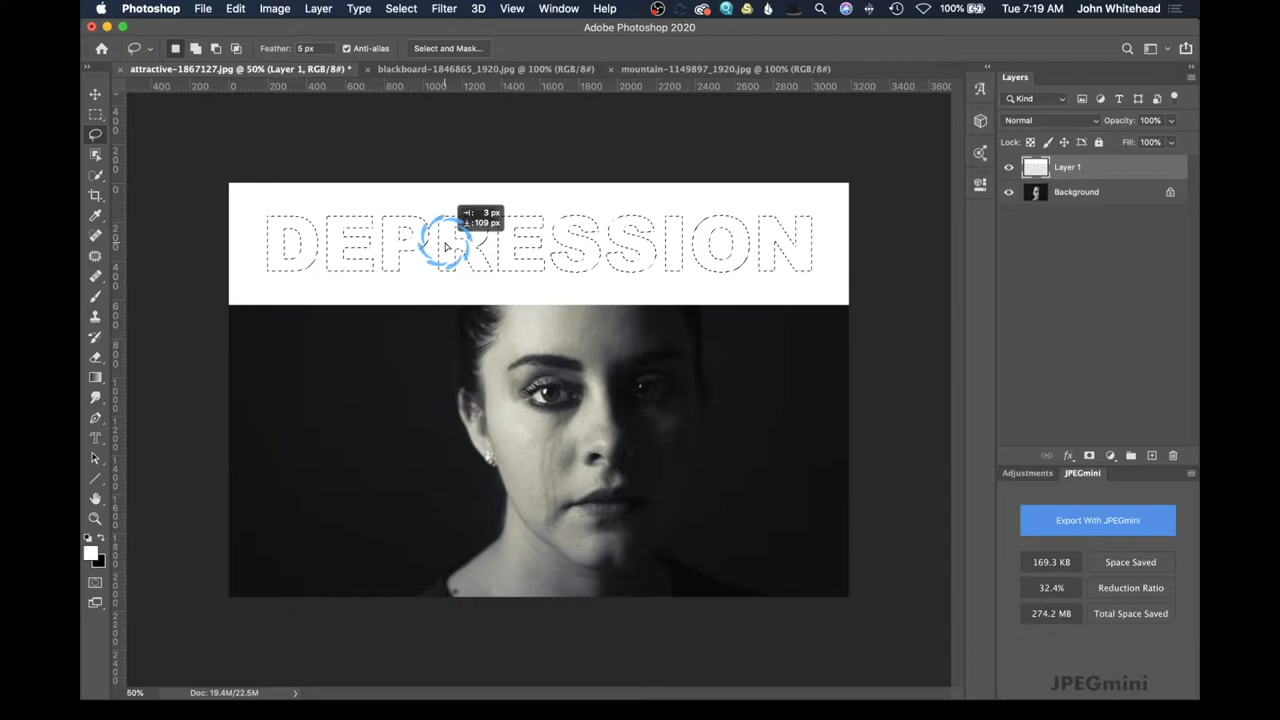 Photoshop File Edit Image Layer Type Select Filter 3D View Window Help 100% Tue 7:19 AM John Whitehead
Adobe Photoshop 2020
Feather: 5 px Anti-alias Select and Mask...
attractive-1867127.jpg @ 50% (Layer 1, RGB/8#) * blackboard-1846865_1920.jpg @ 100% (RGB/8#) mountain-1149897_1920.jpg @ 100% (RGB/8#)
400 200 0 200 400 600 800 1000 1200 1400 1600 1800 2000 2200 2400 2600 2800 3000 3200 3400 3600
Layers
Kind
Normal Opacity: 100%
Lock: Fill: 100%
Layer 1
Background
3 px
109 px
DEPRESSION
fx
Adjustments JPEGmini
Export With JPEGmini
169.3 KB Space Saved
32.4% Reduction Ratio
274.2 MB Total Space Saved
JPEGmini
50% Doc: 19.4M/22.5M